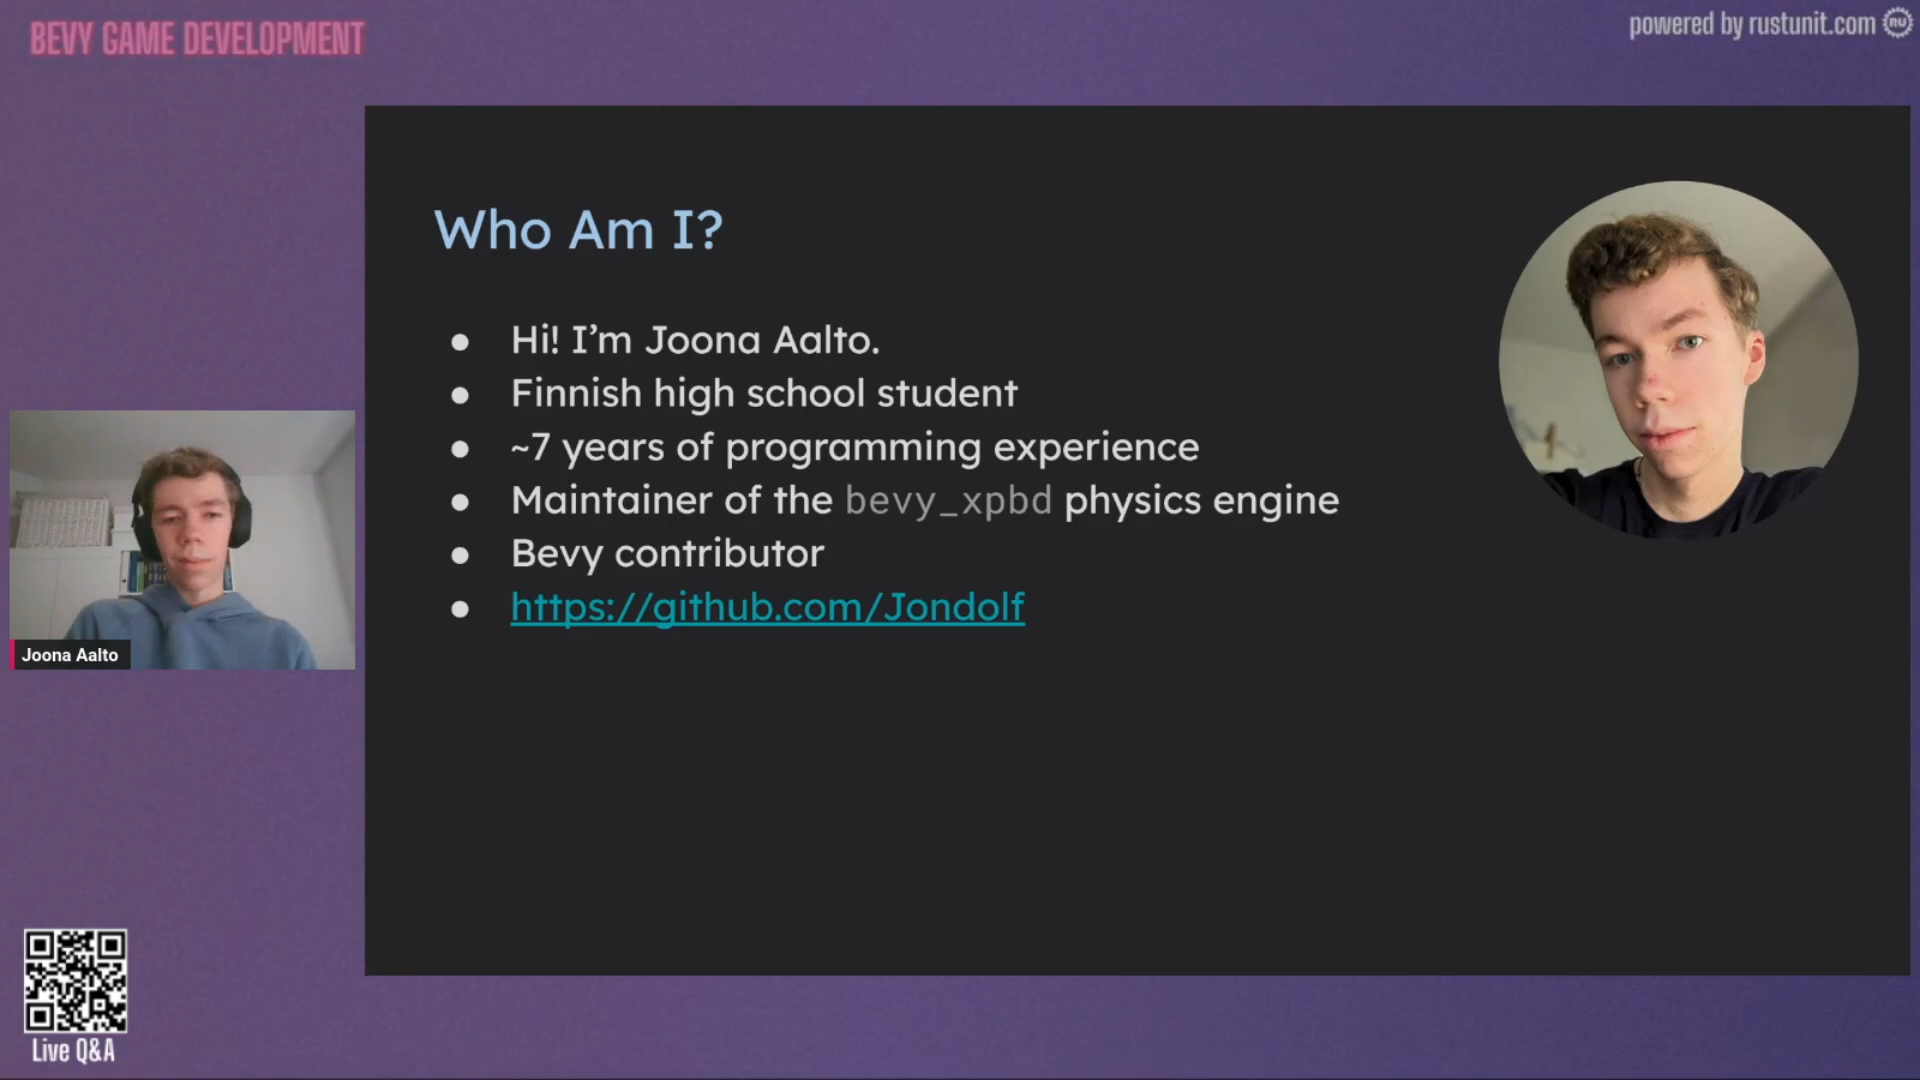 BEVY GAME DEVELOPMENT
powered by rustunit.com
RU
Who Am I?
● Hi! I’m Joona Aalto.
● Finnish high school student
● ~7 years of programming experience
● Maintainer of the bevy_xpbd physics engine
● Bevy contributor
● https://github.com/Jondolf
Joona Aalto
Live Q&A